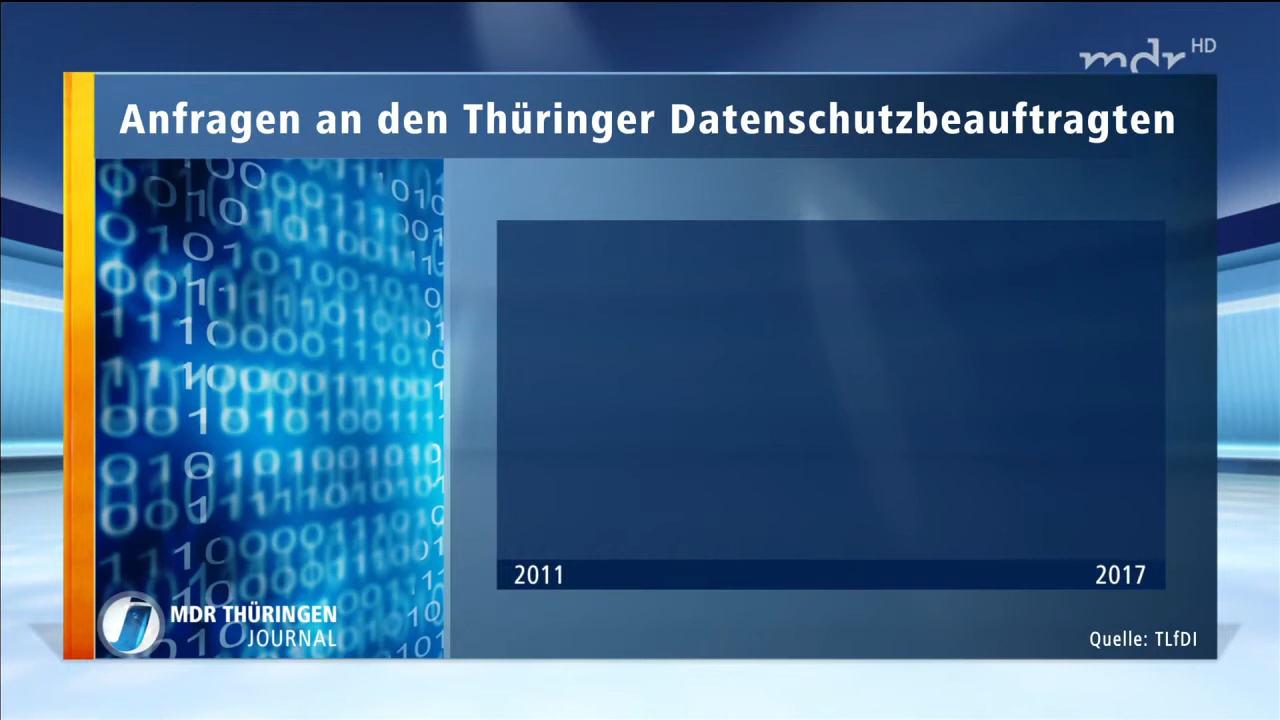 mdr HD
Anfragen an den Thüringer Datenschutzbeauftragten
2011
2017
MDR THÜRINGEN
JOURNAL
Quelle: TLfDI